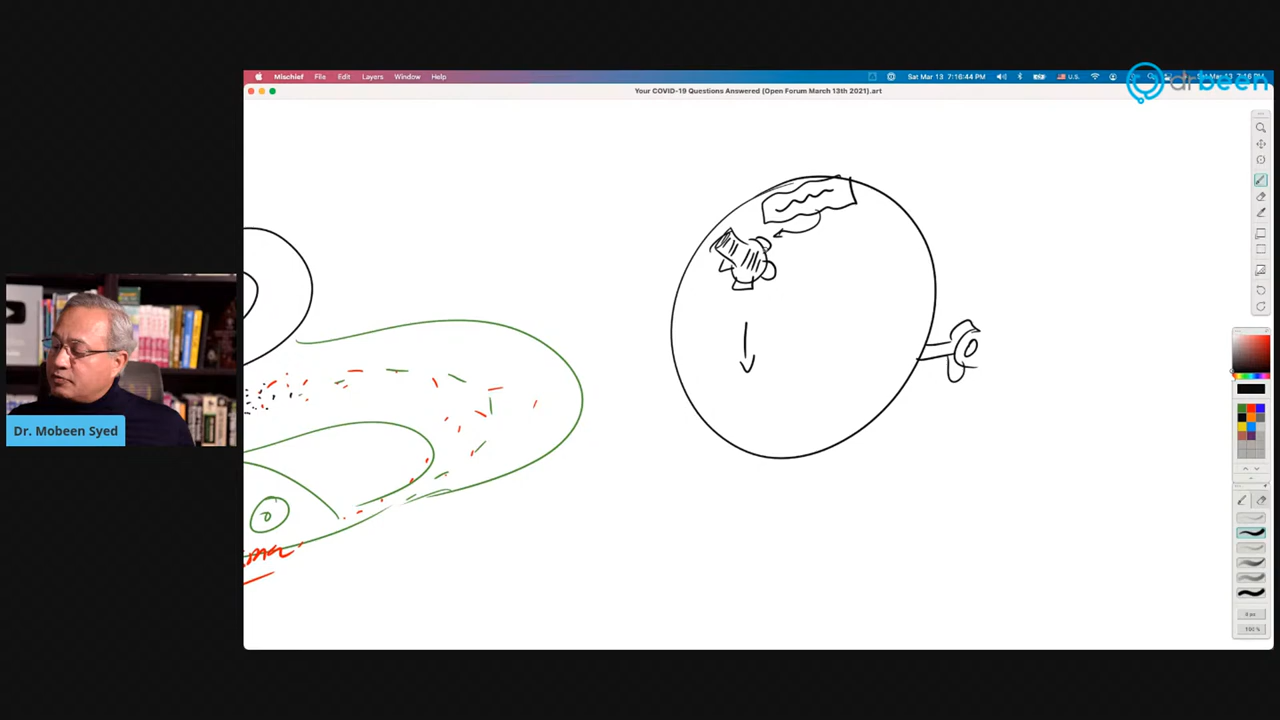 Mischief File Edit Layers Window Help Sat Mar 13 7:16:44 PM U.S.
drbeen
Your COVID-19 Questions Answered (Open Forum March 13th 2021).art
Dr. Mobeen Syed